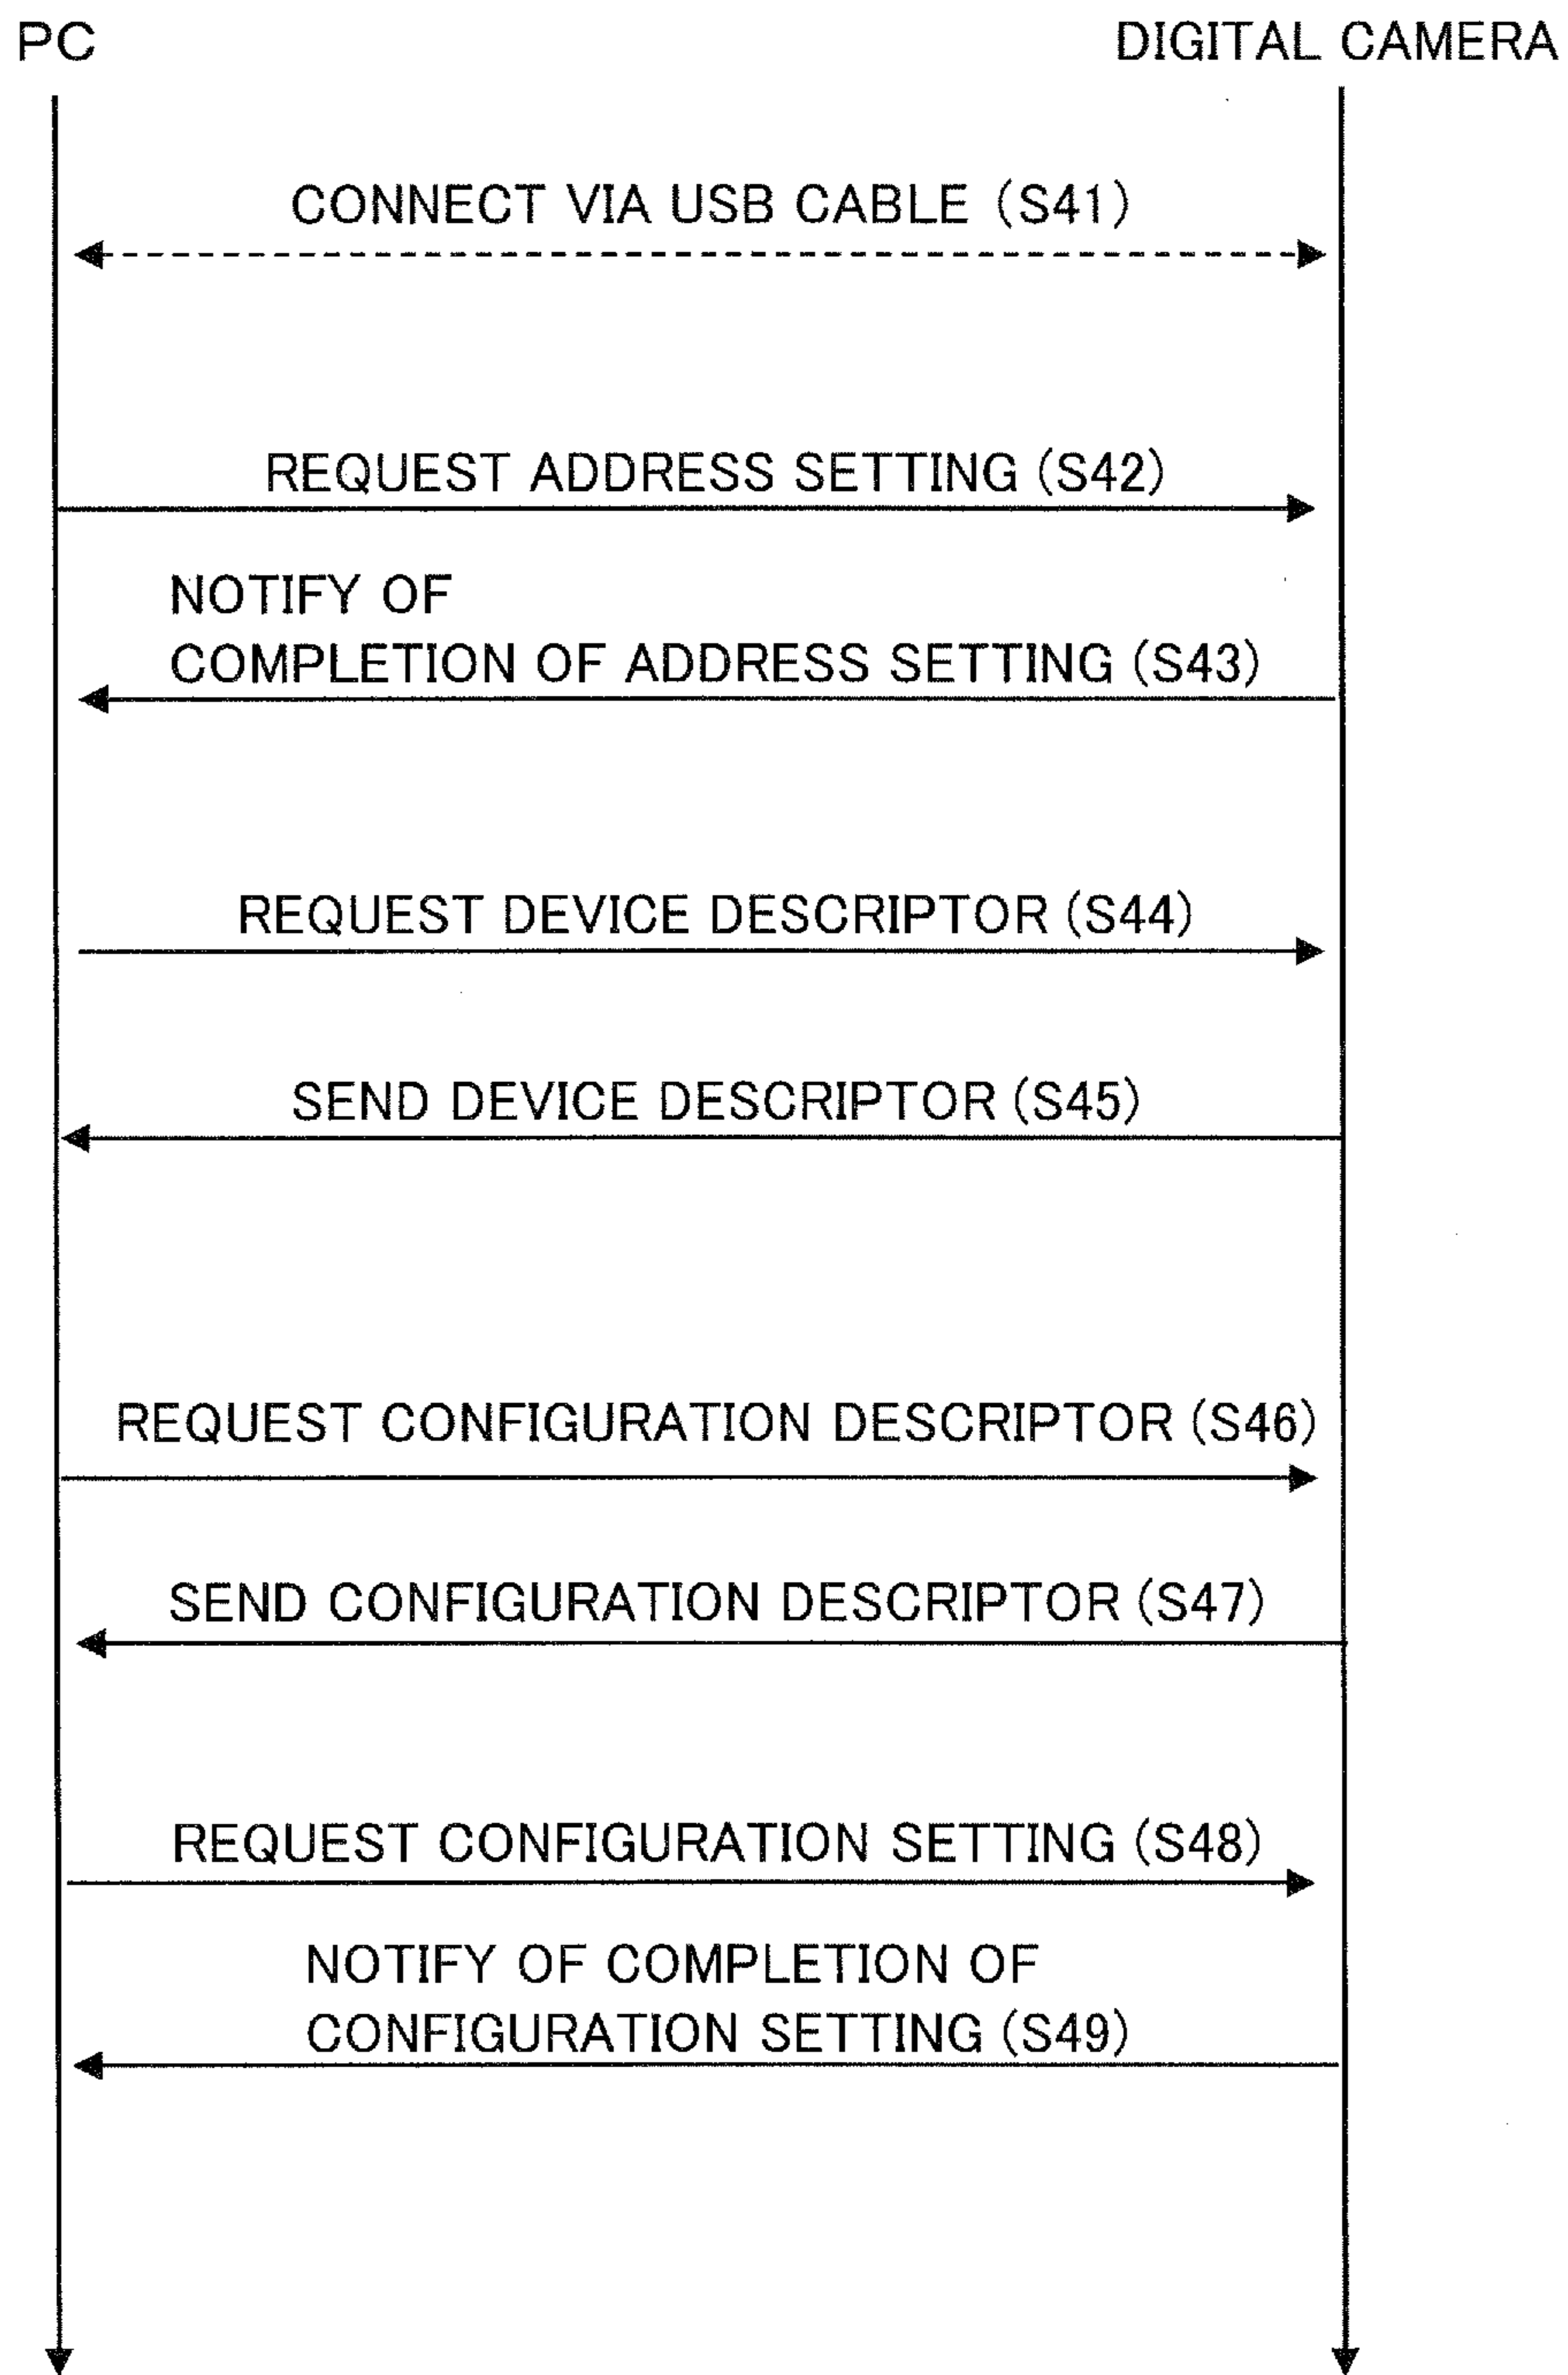 PC
DIGITAL CAMERA
CONNECT VIA USB CABLE (S41)
REQUEST ADDRESS SETTING (S42)
NOTIFY OF
COMPLETION OF ADDRESS SETTING (S43)
REQUEST DEVICE DESCRIPTOR (S44)
SEND DEVICE DESCRIPTOR (S45)
REQUEST CONFIGURATION DESCRIPTOR (S46)
SEND CONFIGURATION DESCRIPTOR (S47)
REQUEST CONFIGURATION SETTING (S48)
NOTIFY OF COMPLETION OF
CONFIGURATION SETTING (S49)